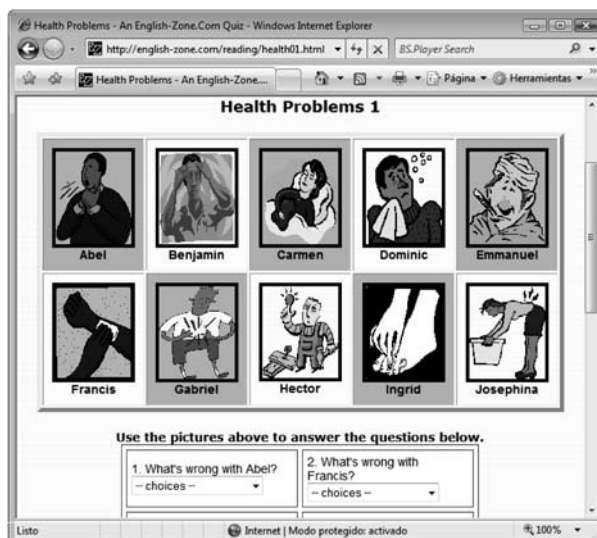 Health Problems - An English-Zone.Com Quiz - Windows Internet Explorer
http://english-zone.com/reading/health01.html BS.Player Search
Health Problems - An English-Zone.... Página Herramientas
Health Problems 1
Abel Benjamin Carmen Dominic Emmanuel
Francis Gabriel Hector Ingrid Josephina
Use the pictures above to answer the questions below.
1. What's wrong with Abel?
-- choices --
2. What's wrong with
Francis?
-- choices --
Listo Internet | Modo protegido: activado 100%